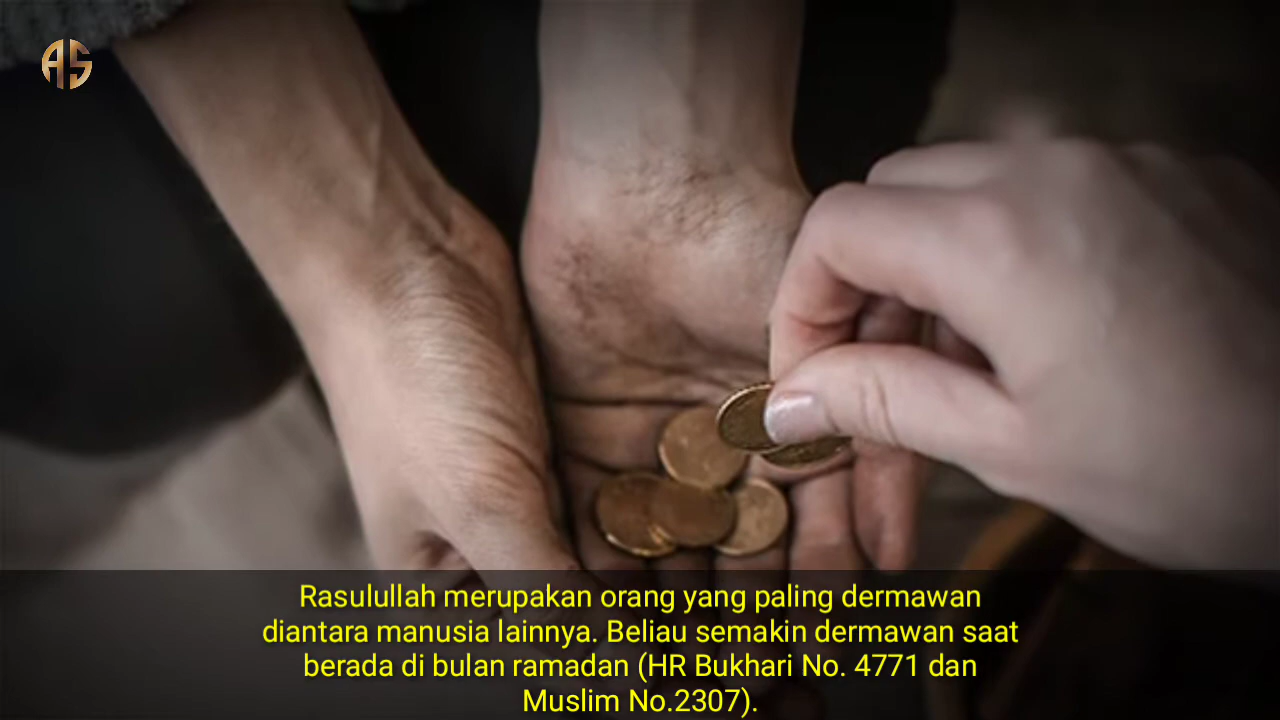 AS
Rasulullah merupakan orang yang paling dermawan
diantara manusia lainnya. Beliau semakin dermawan saat
berada di bulan ramadan (HR Bukhari No. 4771 dan
Muslim No.2307).